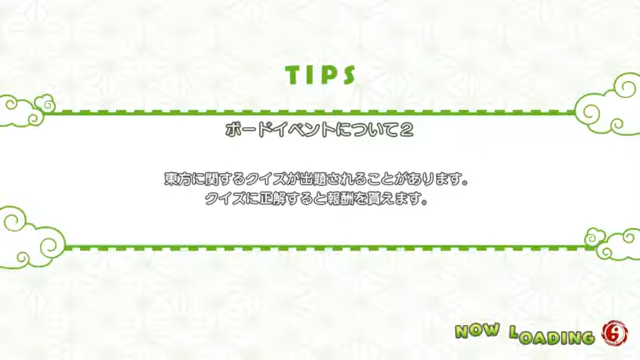 TIPS
ボードイベントについて2
東方に関するクイズが出題されることがあります。
クイズに正解すると報酬を貰えます。
NOW LOADING